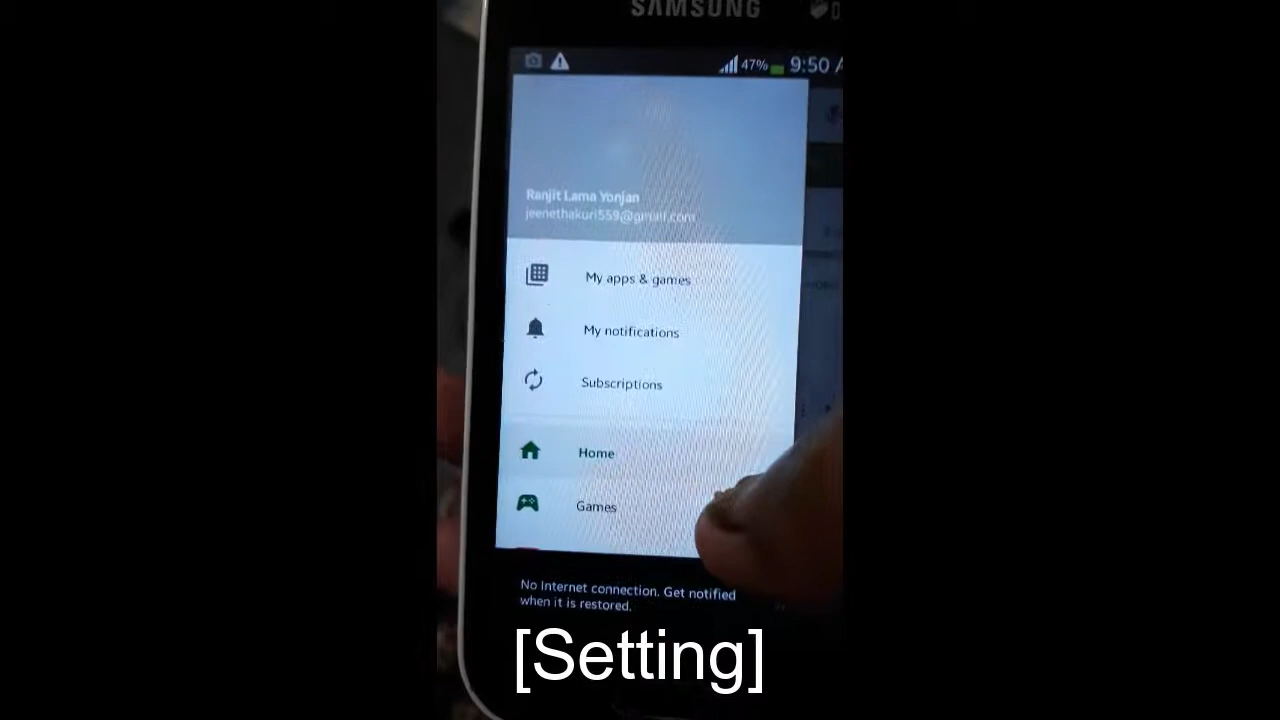 SAMSUNG
47% 9:50 A
Ranjit Lama Yonjan
jeenethakuri559@gmail.com
My apps & games
My notifications
Subscriptions
Home
Games
No Internet connection. Get notified
when it is restored.
[Setting]